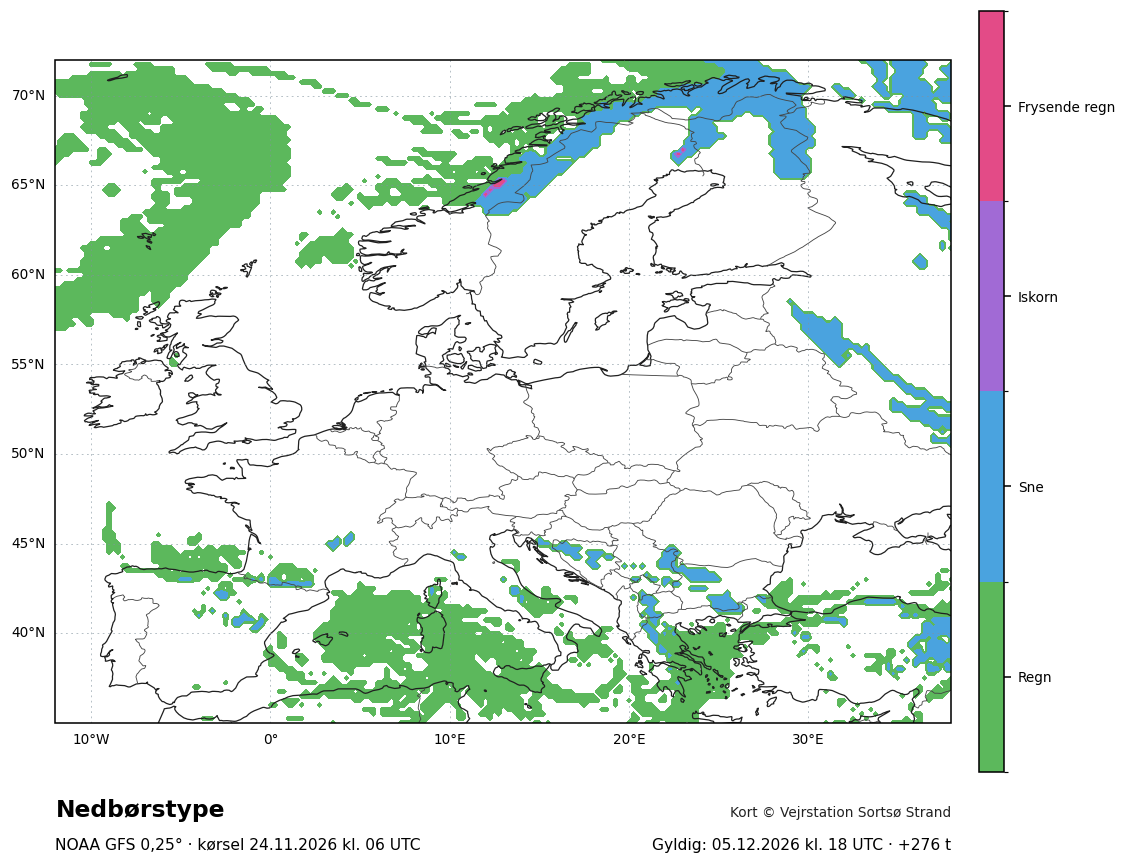 70°N
65°N
60°N
55°N
50°N
45°N
40°N
10°W
0°
10°E
20°E
30°E
Frysende regn
Iskorn
Sne
Regn
Nedbørstype
Kort © Vejrstation Sortsø Strand
NOAA GFS 0,25° · kørsel 24.11.2026 kl. 06 UTC
Gyldig: 05.12.2026 kl. 18 UTC · +276 t